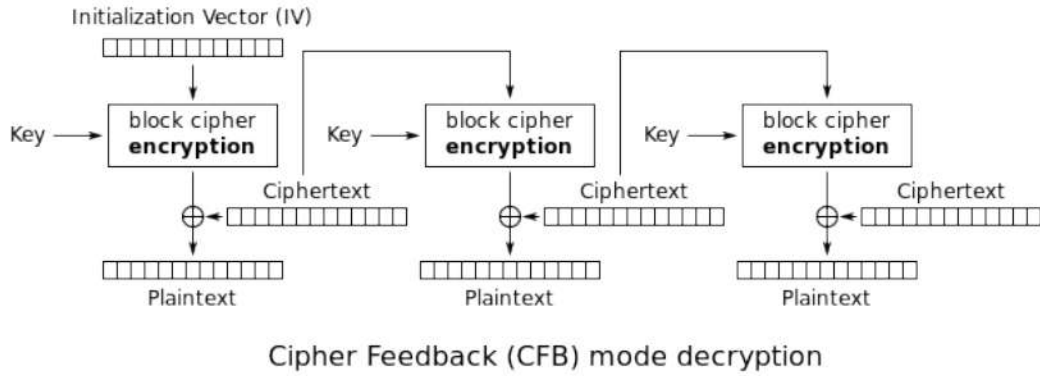 Initialization Vector (IV)
Key
block cipher
encryption
Key
block cipher
encryption
Key
block cipher
encryption
Ciphertext
Ciphertext
Ciphertext
Plaintext
Plaintext
Plaintext
Cipher Feedback (CFB) mode decryption